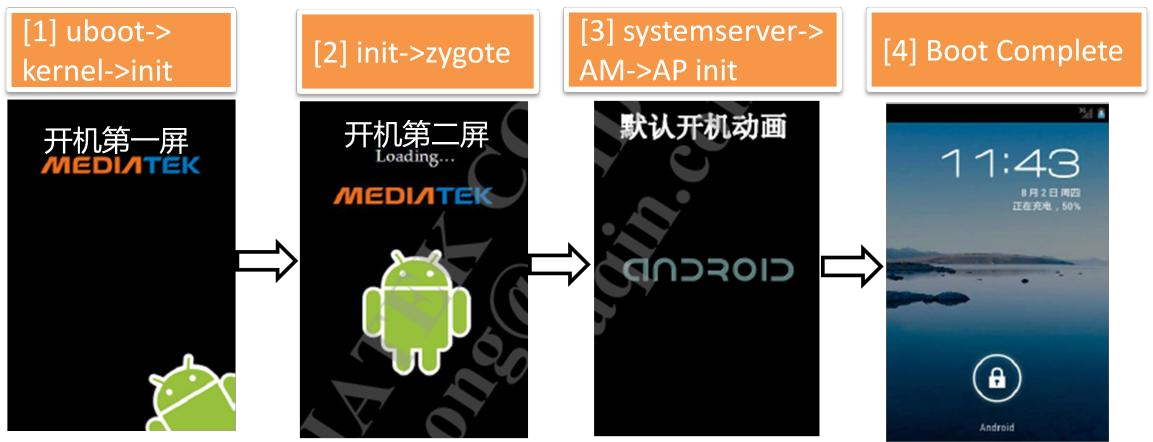 [1] uboot->
kernel->init
[2] init->zygote
[3] systemserver->
AM->AP init
[4] Boot Complete
开机第一屏
MEDIATEK
开机第二屏
Loading...
MEDIATEK
默认开机动画
ANDROID
3G
11:43
8月2日周四
正在充电，50%
Android